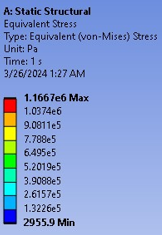 A: Static Structural
Equivalent Stress
Type: Equivalent (von-Mises) Stress
Unit: Pa
Time: 1 s
3/26/2024 1:27 AM
1.1667e6 Max
1.0374e6
9.0811e5
7.788e5
6.495e5
5.2019e5
3.9088e5
2.6157e5
1.3226e5
2955.9 Min